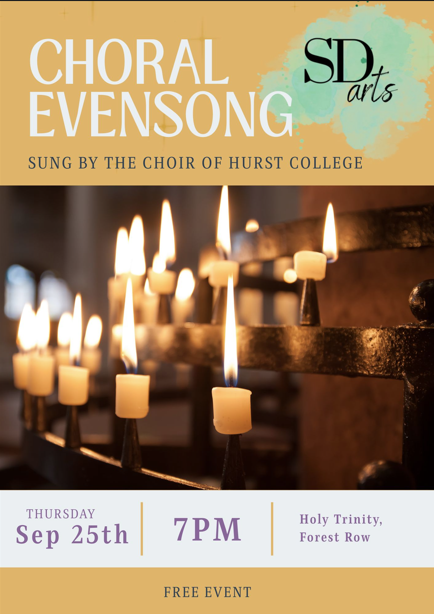 CHORAL
EVENSONG
SD
arts
SUNG BY THE CHOIR OF HURST COLLEGE
THURSDAY
Sep 25th
7PM
Holy Trinity,
Forest Row
FREE EVENT